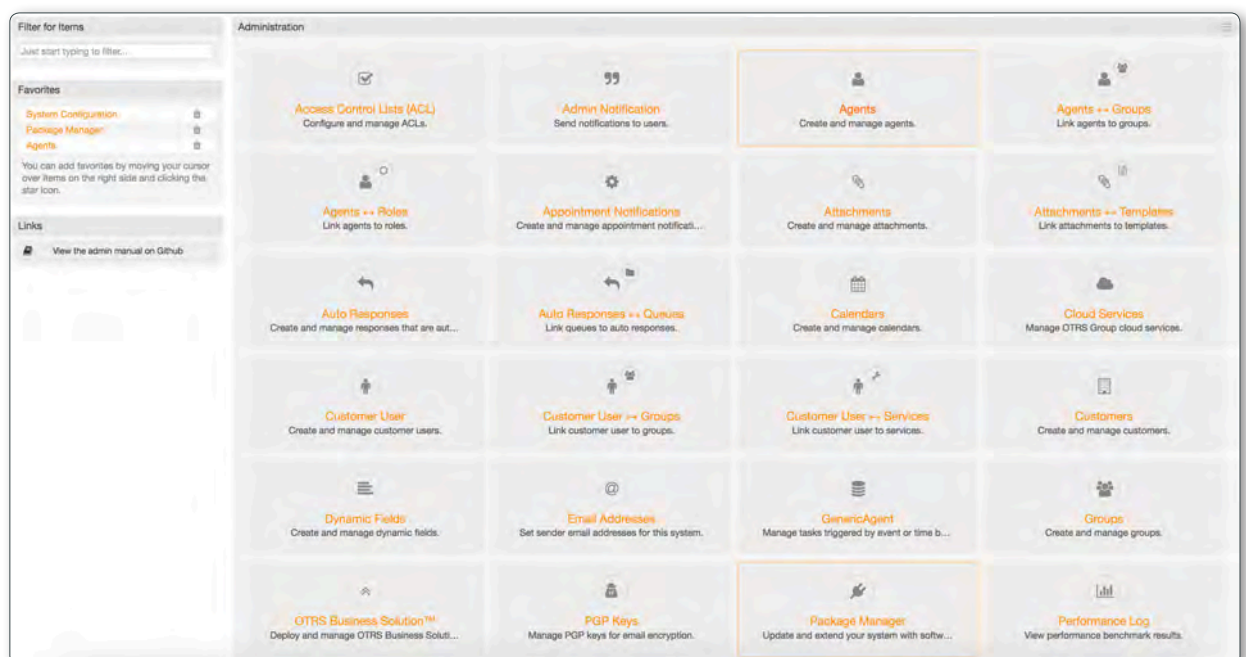 Filter for Items
Just start typing to filter...
Favorites
System Configuration
Package Manager
Agents
You can add favorites by moving your cursor
over items on the right side and clicking the
star icon.
Links
View the admin manual on Github
Administration
Access Control Lists (ACL)
Configure and manage ACLs.
Admin Notification
Send notifications to users.
Agents
Create and manage agents.
Agents ↔ Groups
Link agents to groups.
Agents ↔ Roles
Link agents to roles.
Appointment Notifications
Create and manage appointment notificati...
Attachments
Create and manage attachments.
Attachments ↔ Templates
Link attachments to templates.
Auto Responses
Create and manage responses that are aut...
Auto Responses ↔ Queues
Link queues to auto responses.
Calendars
Create and manage calendars.
Cloud Services
Manage OTRS Group cloud services.
Customer User
Create and manage customer users.
Customer User ↔ Groups
Link customer user to groups.
Customer User ↔ Services
Link customer user to services.
Customers
Create and manage customers.
Dynamic Fields
Create and manage dynamic fields.
Email Addresses
Set sender email addresses for this system.
GenericAgent
Manage tasks triggered by event or time b...
Groups
Create and manage groups.
OTRS Business Solution™
Deploy and manage OTRS Business Soluti...
PGP Keys
Manage PGP keys for email encryption.
Package Manager
Update and extend your system with softw...
Performance Log
View performance benchmark results.